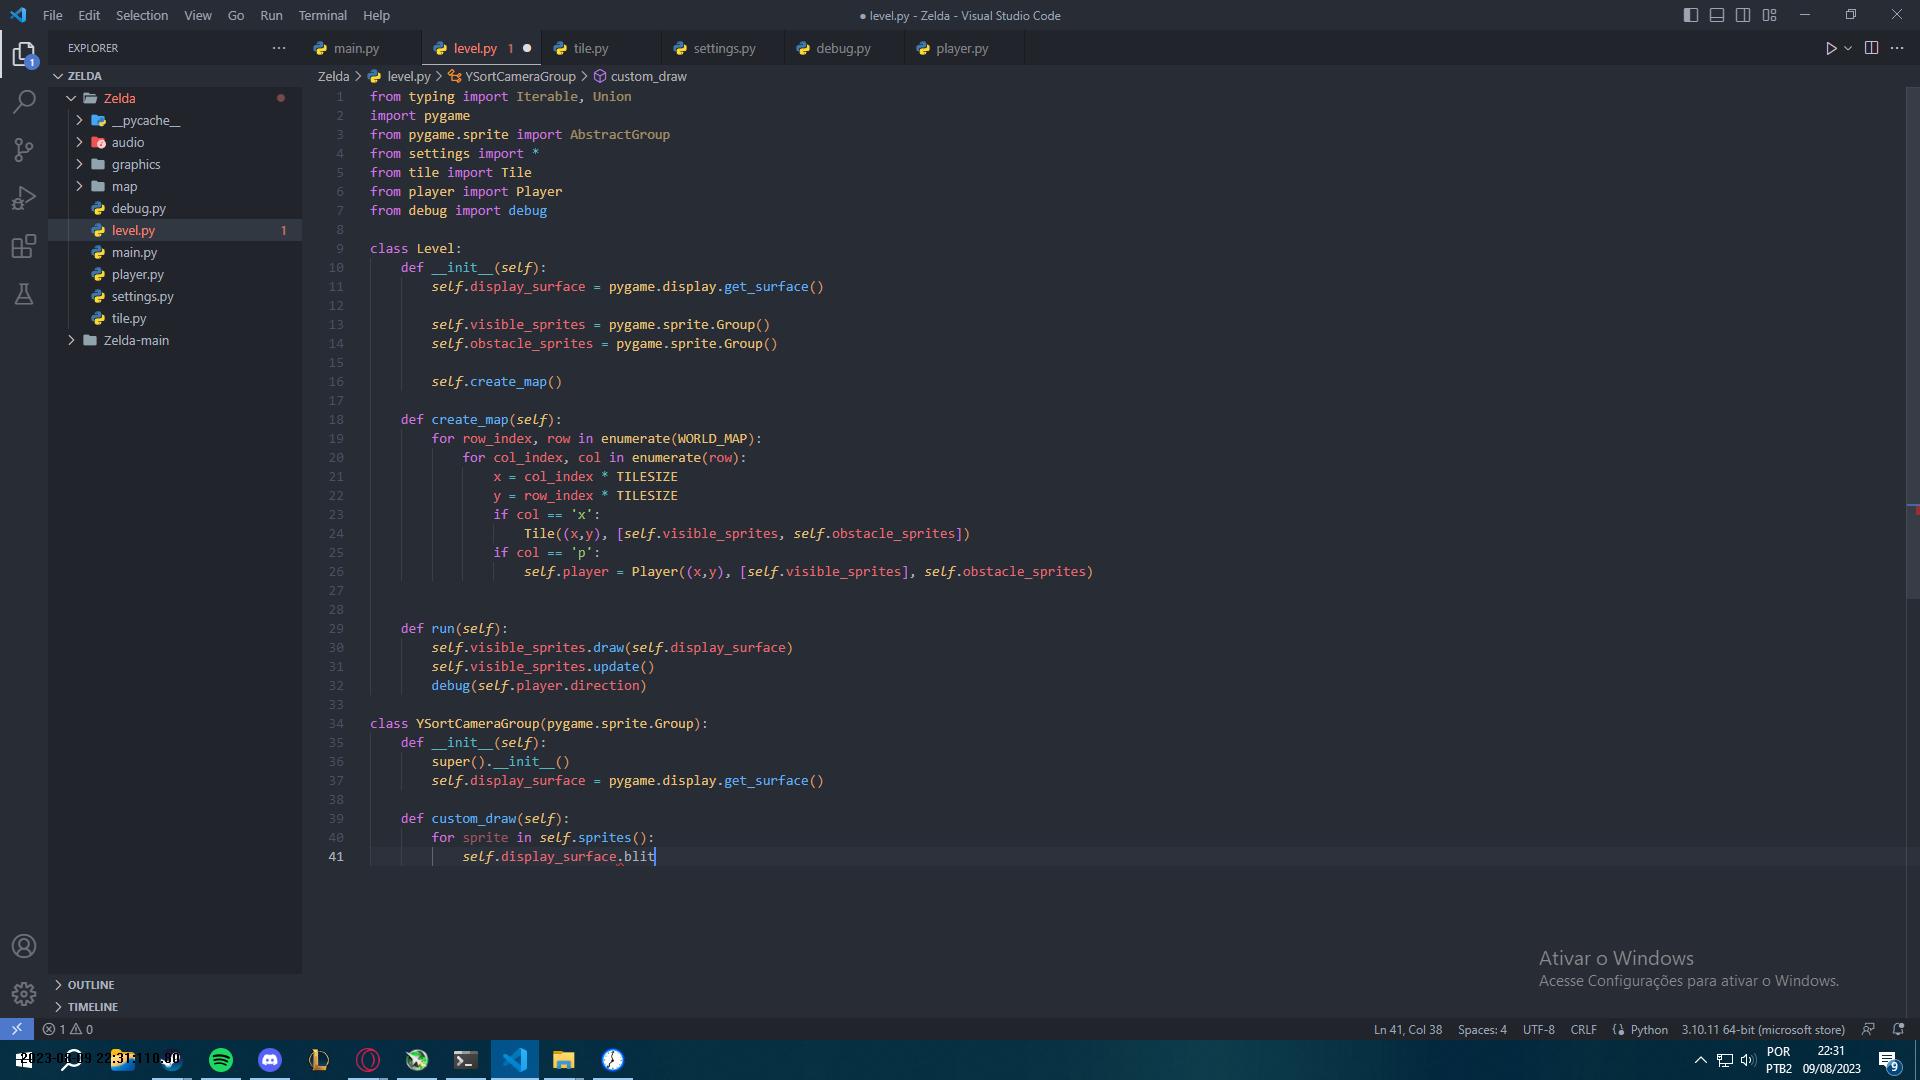 File Edit Selection View Go Run Terminal Help
● level.py - Zelda - Visual Studio Code
EXPLORER
main.py
level.py 1
tile.py
settings.py
debug.py
player.py
1
ZELDA
Zelda
__pycache__
audio
graphics
map
debug.py
level.py 1
main.py
player.py
settings.py
tile.py
Zelda-main
OUTLINE
TIMELINE
Zelda > level.py > YSortCameraGroup > custom_draw
1 from typing import Iterable, Union
2 import pygame
3 from pygame.sprite import AbstractGroup
4 from settings import *
5 from tile import Tile
6 from player import Player
7 from debug import debug
8
9 class Level:
10 def __init__(self):
11 self.display_surface = pygame.display.get_surface()
12
13 self.visible_sprites = pygame.sprite.Group()
14 self.obstacle_sprites = pygame.sprite.Group()
15
16 self.create_map()
17
18 def create_map(self):
19 for row_index, row in enumerate(WORLD_MAP):
20 for col_index, col in enumerate(row):
21 x = col_index * TILESIZE
22 y = row_index * TILESIZE
23 if col == 'x':
24 Tile((x,y), [self.visible_sprites, self.obstacle_sprites])
25 if col == 'p':
26 self.player = Player((x,y), [self.visible_sprites], self.obstacle_sprites)
27
28
29 def run(self):
30 self.visible_sprites.draw(self.display_surface)
31 self.visible_sprites.update()
32 debug(self.player.direction)
33
34 class YSortCameraGroup(pygame.sprite.Group):
35 def __init__(self):
36 super().__init__()
37 self.display_surface = pygame.display.get_surface()
38
39 def custom_draw(self):
40 for sprite in self.sprites():
41 self.display_surface.blit
Ativar o Windows
Acesse Configurações para ativar o Windows.
1 0
Ln 41, Col 38 Spaces: 4 UTF-8 CRLF Python 3.10.11 64-bit (microsoft store)
POR
PTB2
22:31
09/08/2023
9